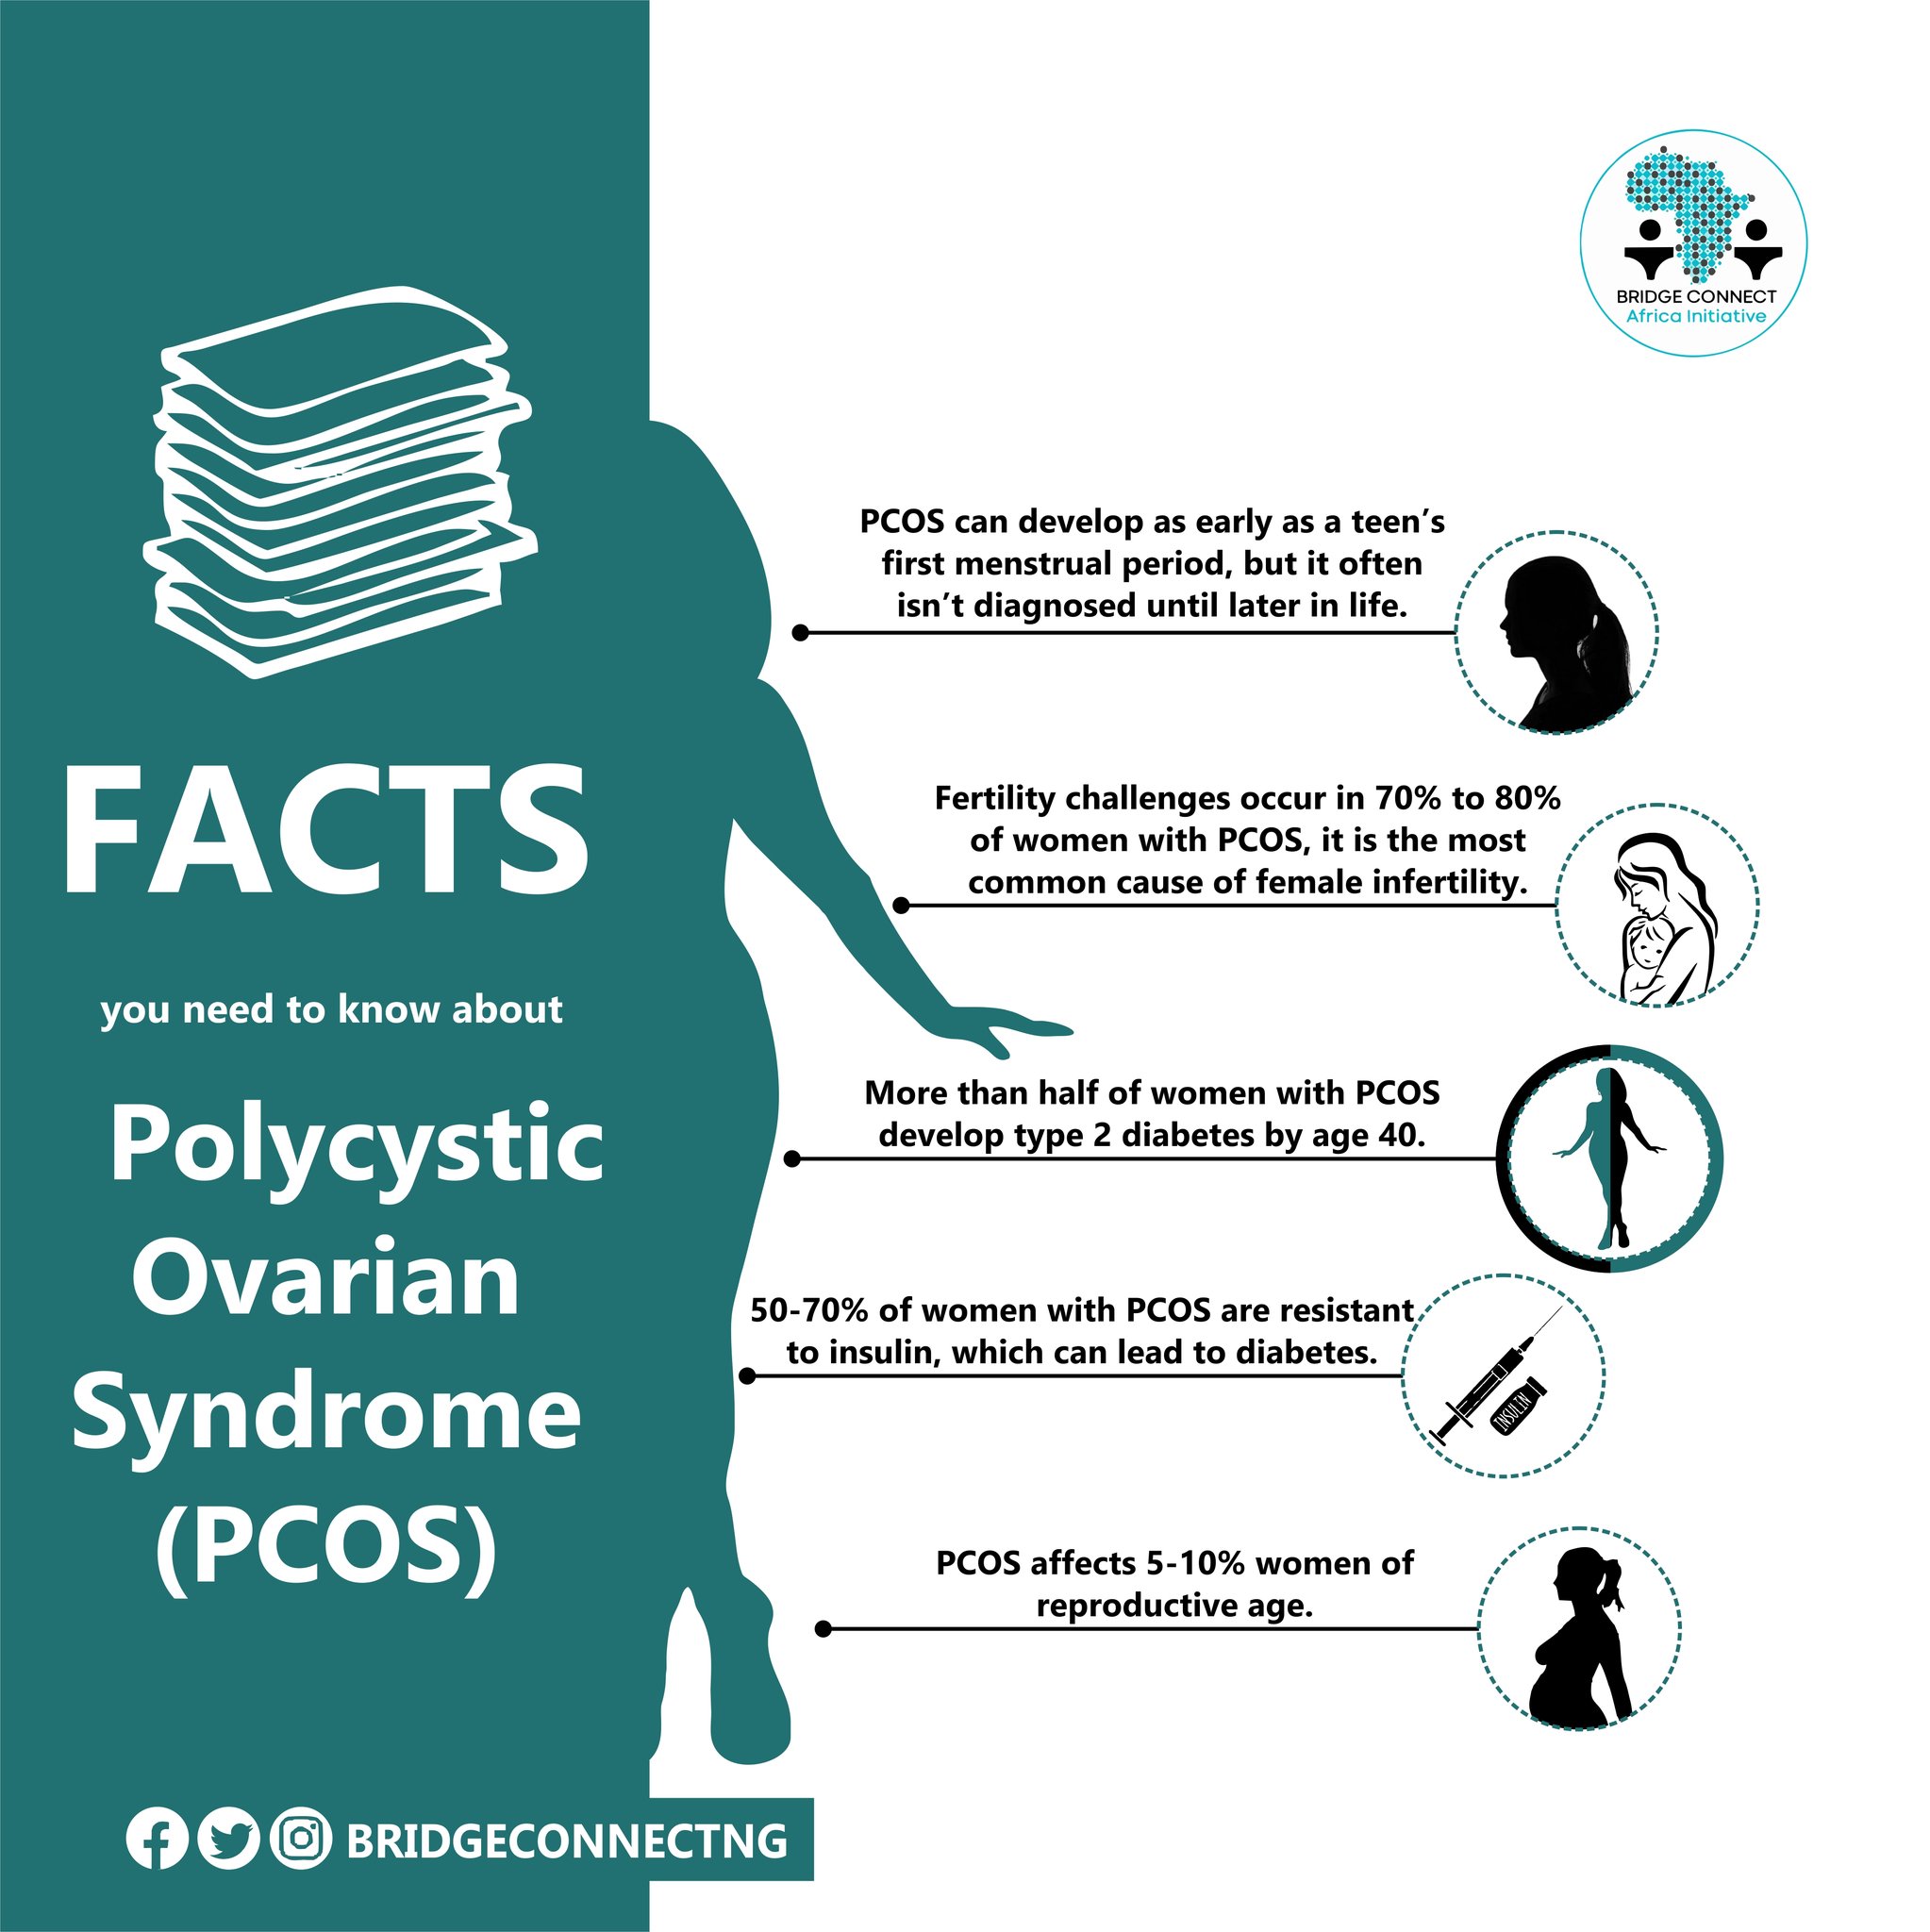 BRIDGE CONNECT
Africa Initiative
FACTS
you need to know about
Polycystic
Ovarian
Syndrome
(PCOS)
PCOS can develop as early as a teen’s
first menstrual period, but it often
isn’t diagnosed until later in life.
Fertility challenges occur in 70% to 80%
of women with PCOS, it is the most
common cause of female infertility.
More than half of women with PCOS
develop type 2 diabetes by age 40.
50-70% of women with PCOS are resistant
to insulin, which can lead to diabetes.
INSULIN
PCOS affects 5-10% women of
reproductive age.
BRIDGECONNECTNG